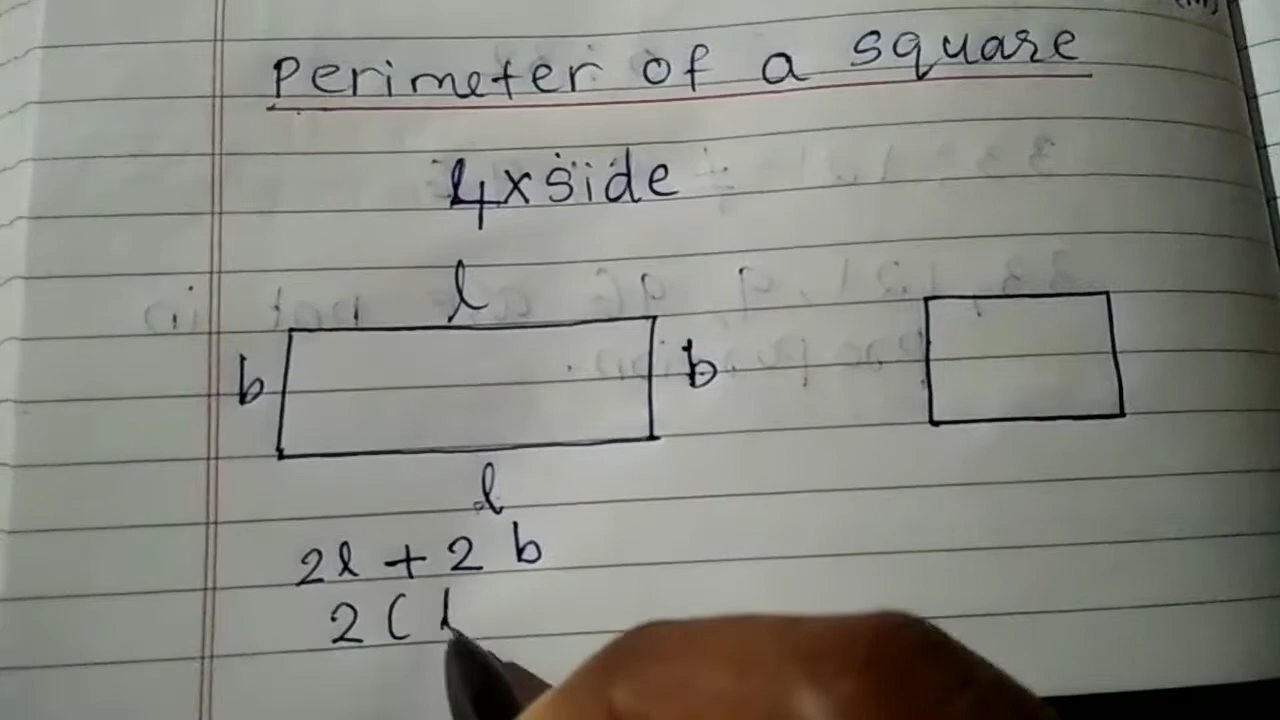 Perimeter of a square
4xside
l
b
b
l
2l + 2 b
2 ( l